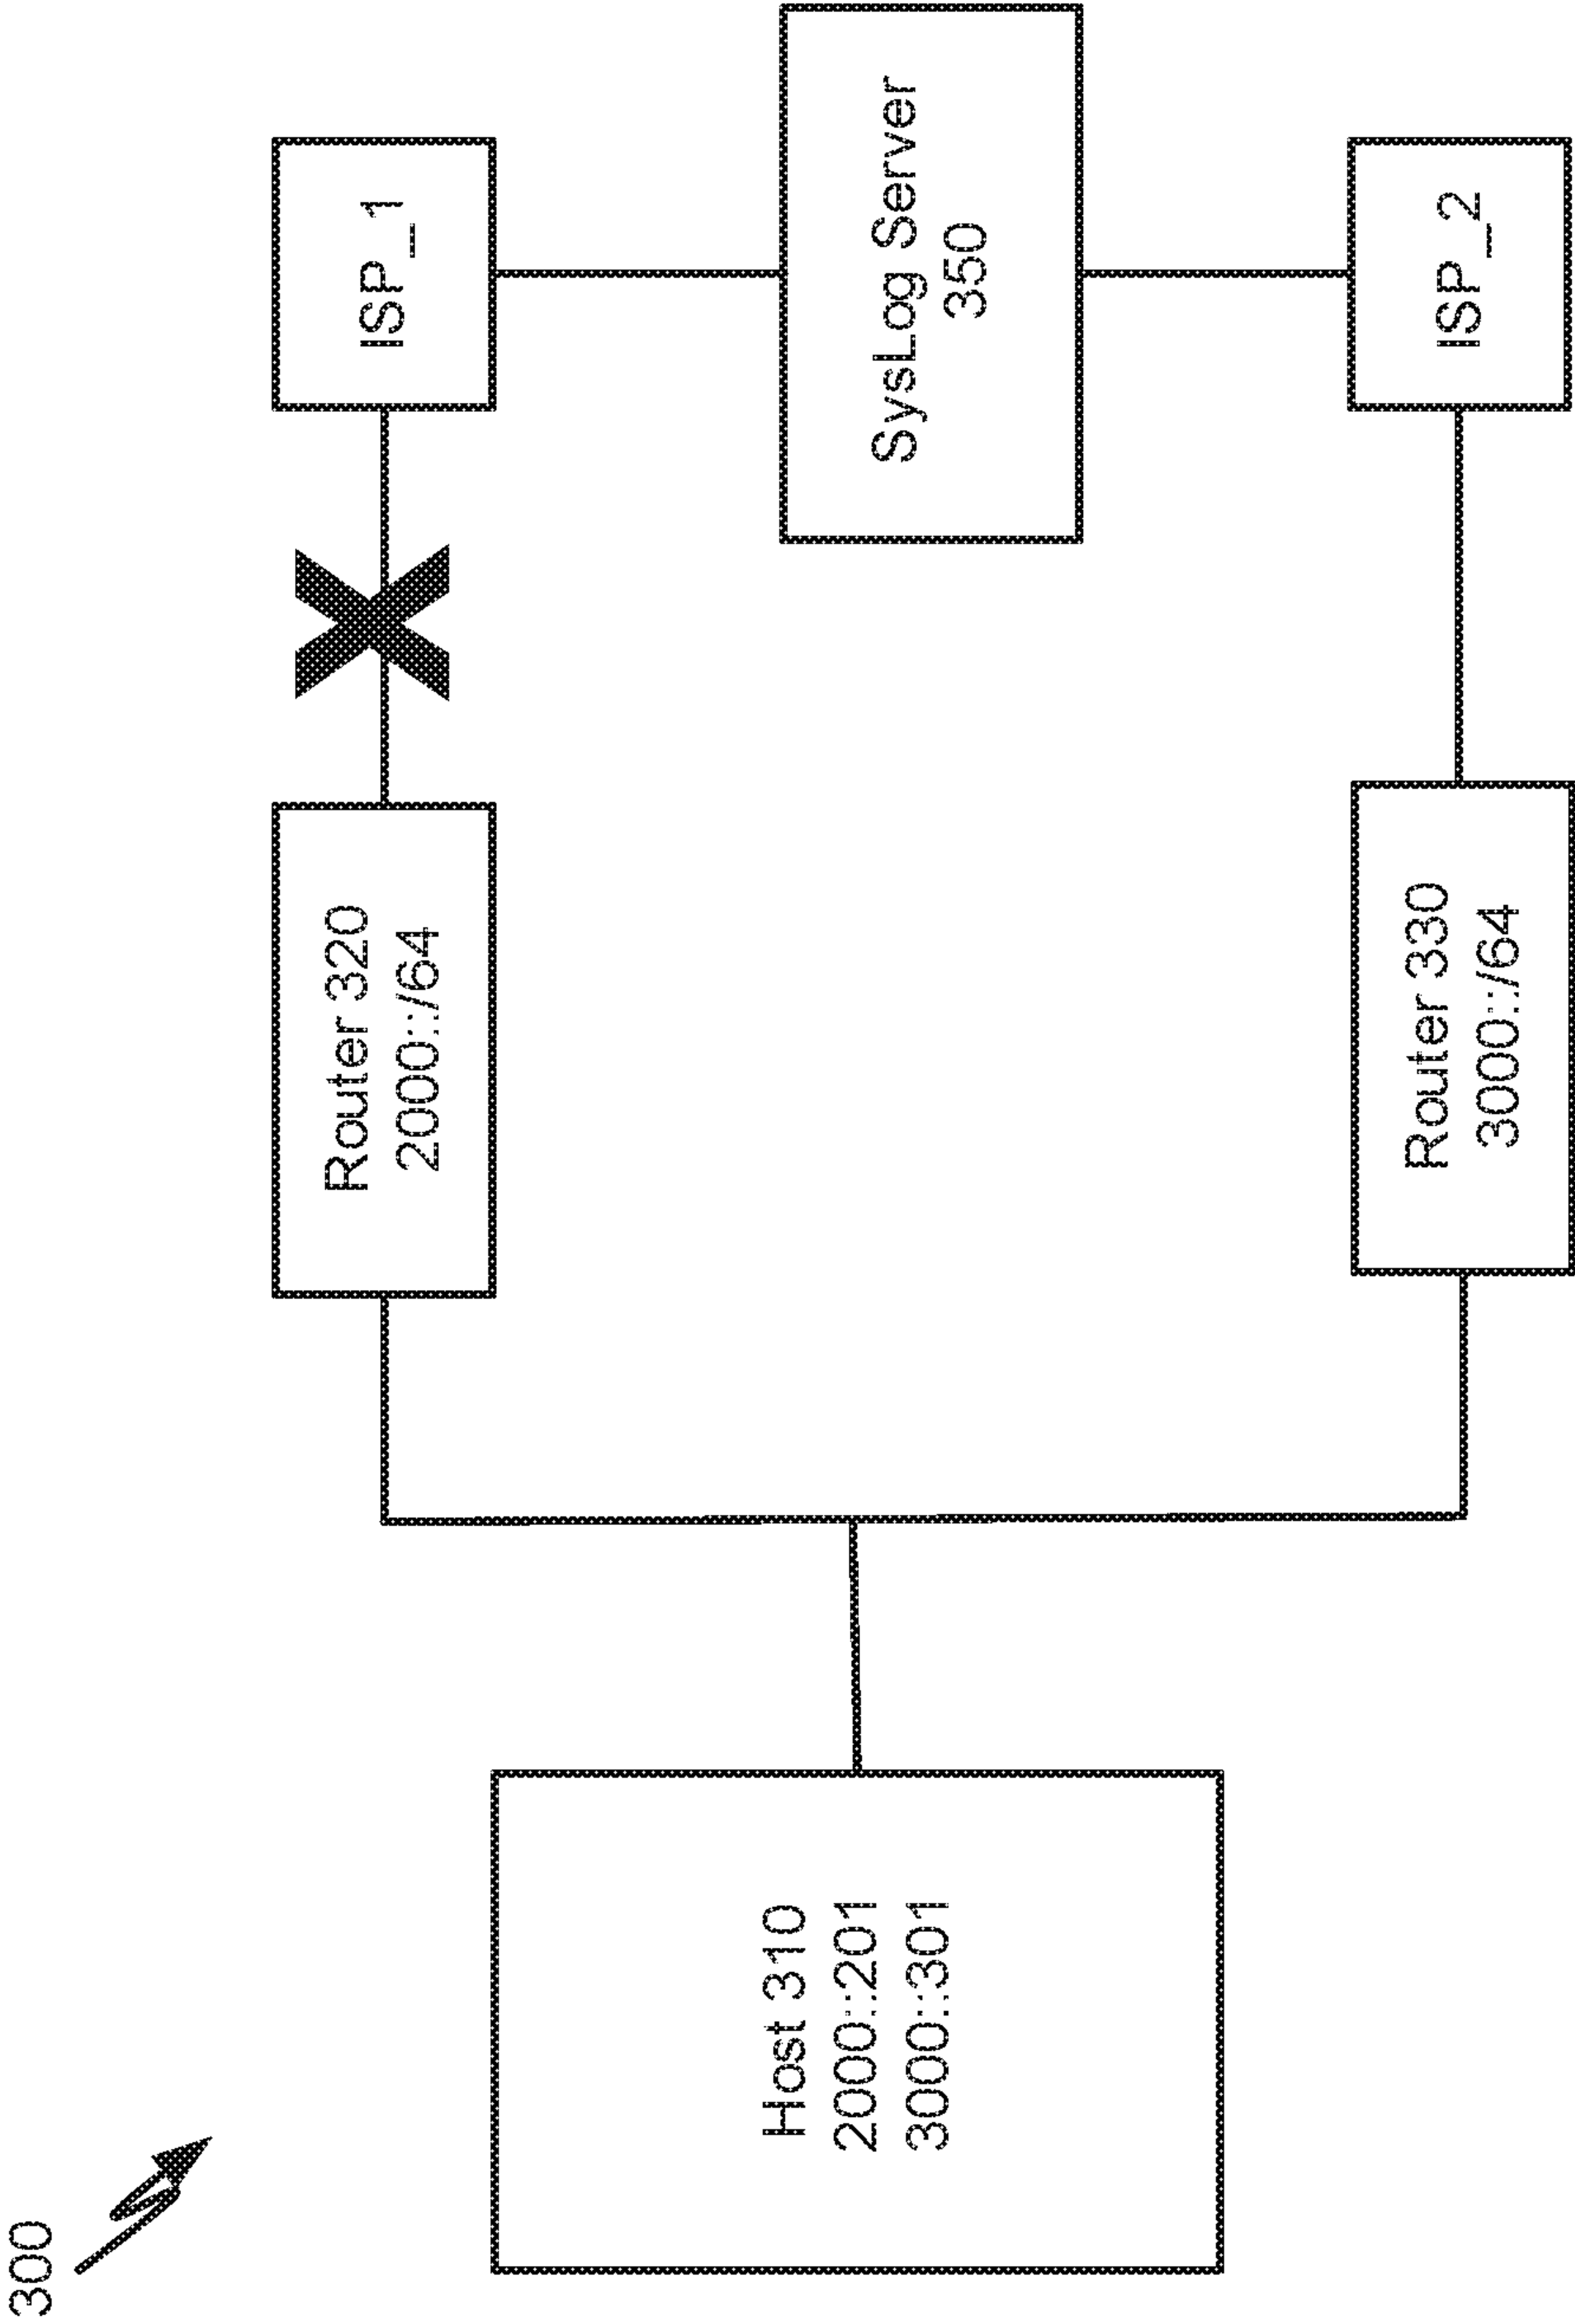 300
Host 310
2000::201
3000::301
Router 320
2000::/64
ISP_1
SysLog Server
350
Router 330
3000::/64
ISP_2